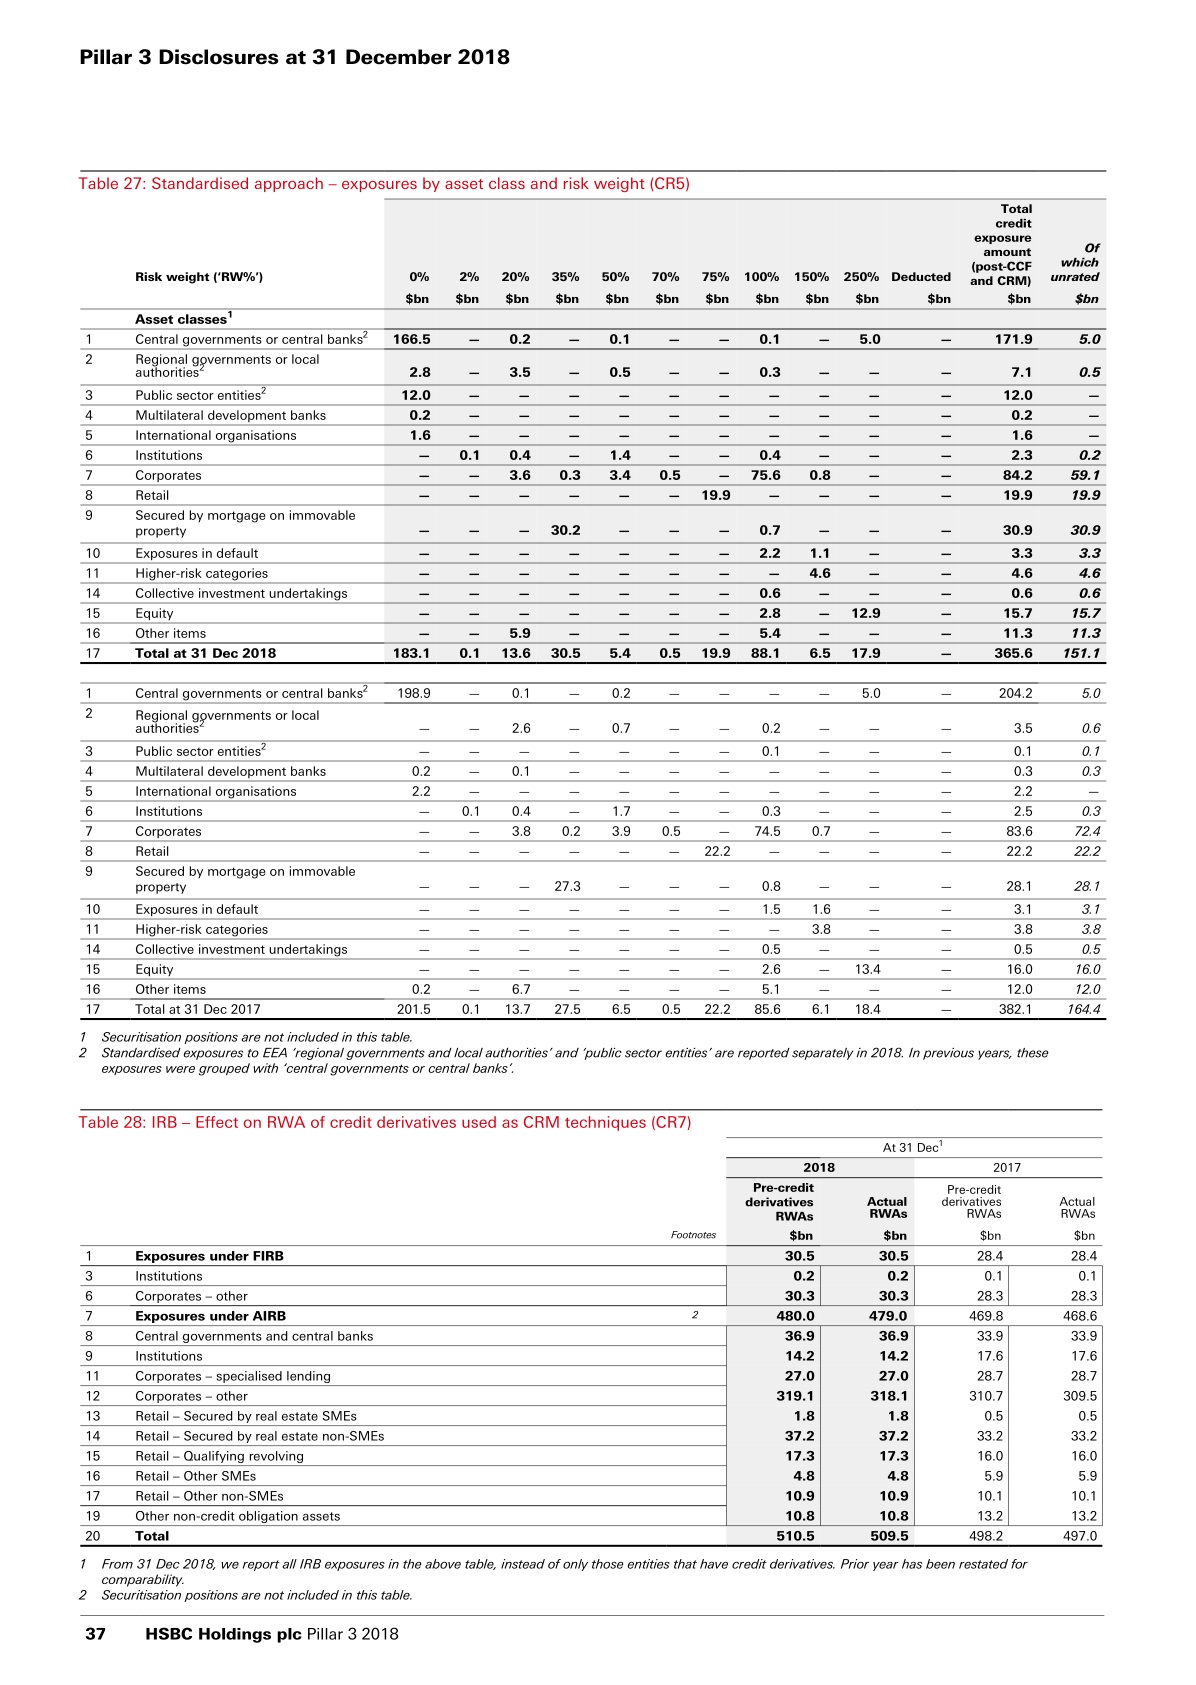 Pillar 3 Disclosures at 31 December 2018
Table 27: Standardised approach – exposures by asset class and risk weight (CR5)
Risk weight (‘RW%’) 0% 2% 20% 35% 50% 70% 75% 100% 150% 250% Deducted Total credit exposure amount (post-CCF and CRM) Of which unrated
$bn $bn $bn $bn $bn $bn $bn $bn $bn $bn $bn $bn $bn
Asset classes1
1 Central governments or central banks2 166.5 — 0.2 — 0.1 — — 0.1 — 5.0 — 171.9 5.0
2 Regional governments or local
authorities2 2.8 — 3.5 — 0.5 — — 0.3 — — — 7.1 0.5
3 Public sector entities2 12.0 — — — — — — — — — — 12.0 —
4 Multilateral development banks 0.2 — — — — — — — — — — 0.2 —
5 International organisations 1.6 — — — — — — — — — — 1.6 —
6 Institutions — 0.1 0.4 — 1.4 — — 0.4 — — — 2.3 0.2
7 Corporates — — 3.6 0.3 3.4 0.5 — 75.6 0.8 — — 84.2 59.1
8 Retail — — — — — — 19.9 — — — — 19.9 19.9
9 Secured by mortgage on immovable
property — — — 30.2 — — — 0.7 — — — 30.9 30.9
10 Exposures in default — — — — — — — 2.2 1.1 — — 3.3 3.3
11 Higher-risk categories — — — — — — — — 4.6 — — 4.6 4.6
14 Collective investment undertakings — — — — — — — 0.6 — — — 0.6 0.6
15 Equity — — — — — — — 2.8 — 12.9 — 15.7 15.7
16 Other items — — 5.9 — — — — 5.4 — — — 11.3 11.3
17 Total at 31 Dec 2018 183.1 0.1 13.6 30.5 5.4 0.5 19.9 88.1 6.5 17.9 — 365.6 151.1
1 Central governments or central banks2 198.9 — 0.1 — 0.2 — — — — 5.0 — 204.2 5.0
2 Regional governments or local
authorities2 — — 2.6 — 0.7 — — 0.2 — — — 3.5 0.6
3 Public sector entities2 — — — — — — — 0.1 — — — 0.1 0.1
4 Multilateral development banks 0.2 — 0.1 — — — — — — — — 0.3 0.3
5 International organisations 2.2 — — — — — — — — — — 2.2 —
6 Institutions — 0.1 0.4 — 1.7 — — 0.3 — — — 2.5 0.3
7 Corporates — — 3.8 0.2 3.9 0.5 — 74.5 0.7 — — 83.6 72.4
8 Retail — — — — — — 22.2 — — — — 22.2 22.2
9 Secured by mortgage on immovable
property — — — 27.3 — — — 0.8 — — — 28.1 28.1
10 Exposures in default — — — — — — — 1.5 1.6 — — 3.1 3.1
11 Higher-risk categories — — — — — — — — 3.8 — — 3.8 3.8
14 Collective investment undertakings — — — — — — — 0.5 — — — 0.5 0.5
15 Equity — — — — — — — 2.6 — 13.4 — 16.0 16.0
16 Other items 0.2 — 6.7 — — — — 5.1 — — — 12.0 12.0
17 Total at 31 Dec 2017 201.5 0.1 13.7 27.5 6.5 0.5 22.2 85.6 6.1 18.4 — 382.1 164.4
1 Securitisation positions are not included in this table.
2 Standardised exposures to EEA ‘regional governments and local authorities’ and ‘public sector entities’ are reported separately in 2018. In previous years, these
exposures were grouped with ‘central governments or central banks’.
Table 28: IRB – Effect on RWA of credit derivatives used as CRM techniques (CR7)
At 31 Dec1
2018 2017
Pre-credit derivatives RWAs Actual RWAs Pre-credit derivatives RWAs Actual RWAs
Footnotes $bn $bn $bn $bn
1 Exposures under FIRB 30.5 30.5 28.4 28.4
3 Institutions 0.2 0.2 0.1 0.1
6 Corporates – other 30.3 30.3 28.3 28.3
7 Exposures under AIRB 2 480.0 479.0 469.8 468.6
8 Central governments and central banks 36.9 36.9 33.9 33.9
9 Institutions 14.2 14.2 17.6 17.6
11 Corporates – specialised lending 27.0 27.0 28.7 28.7
12 Corporates – other 319.1 318.1 310.7 309.5
13 Retail – Secured by real estate SMEs 1.8 1.8 0.5 0.5
14 Retail – Secured by real estate non-SMEs 37.2 37.2 33.2 33.2
15 Retail – Qualifying revolving 17.3 17.3 16.0 16.0
16 Retail – Other SMEs 4.8 4.8 5.9 5.9
17 Retail – Other non-SMEs 10.9 10.9 10.1 10.1
19 Other non-credit obligation assets 10.8 10.8 13.2 13.2
20 Total 510.5 509.5 498.2 497.0
1 From 31 Dec 2018, we report all IRB exposures in the above table, instead of only those entities that have credit derivatives. Prior year has been restated for
comparability.
2 Securitisation positions are not included in this table.
37 HSBC Holdings plc Pillar 3 2018